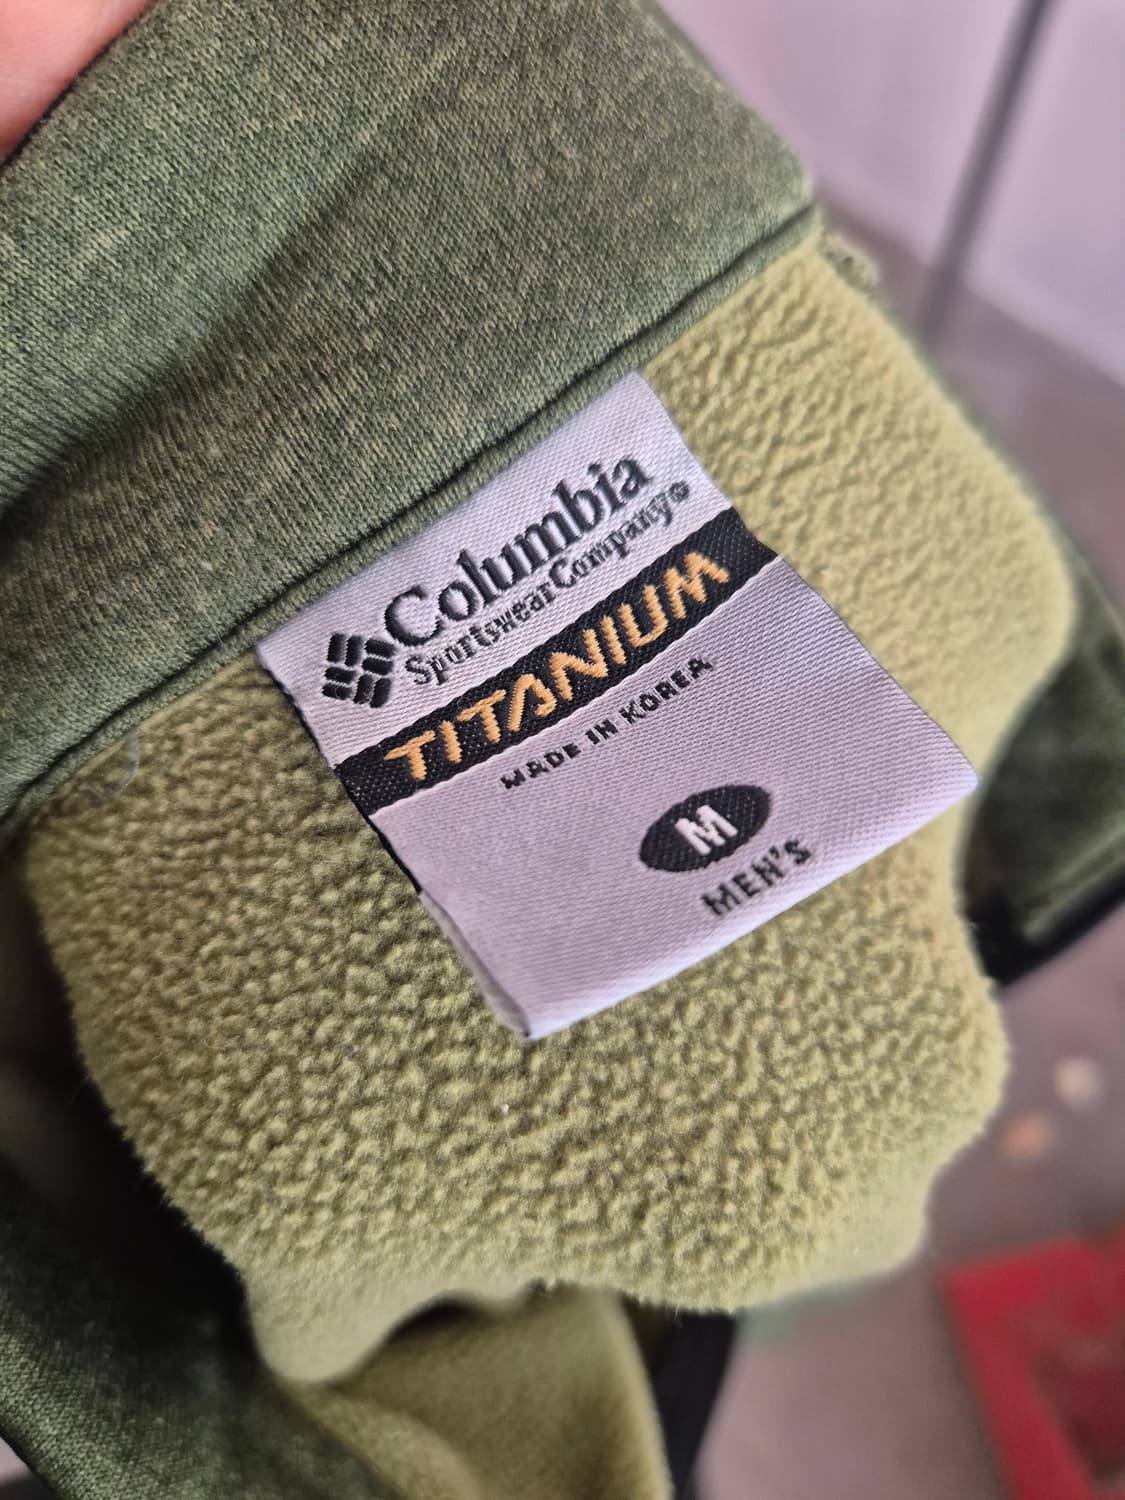 Columbia
Sportswear Company®
TITANIUM
MADE IN KOREA
M
MEN'S